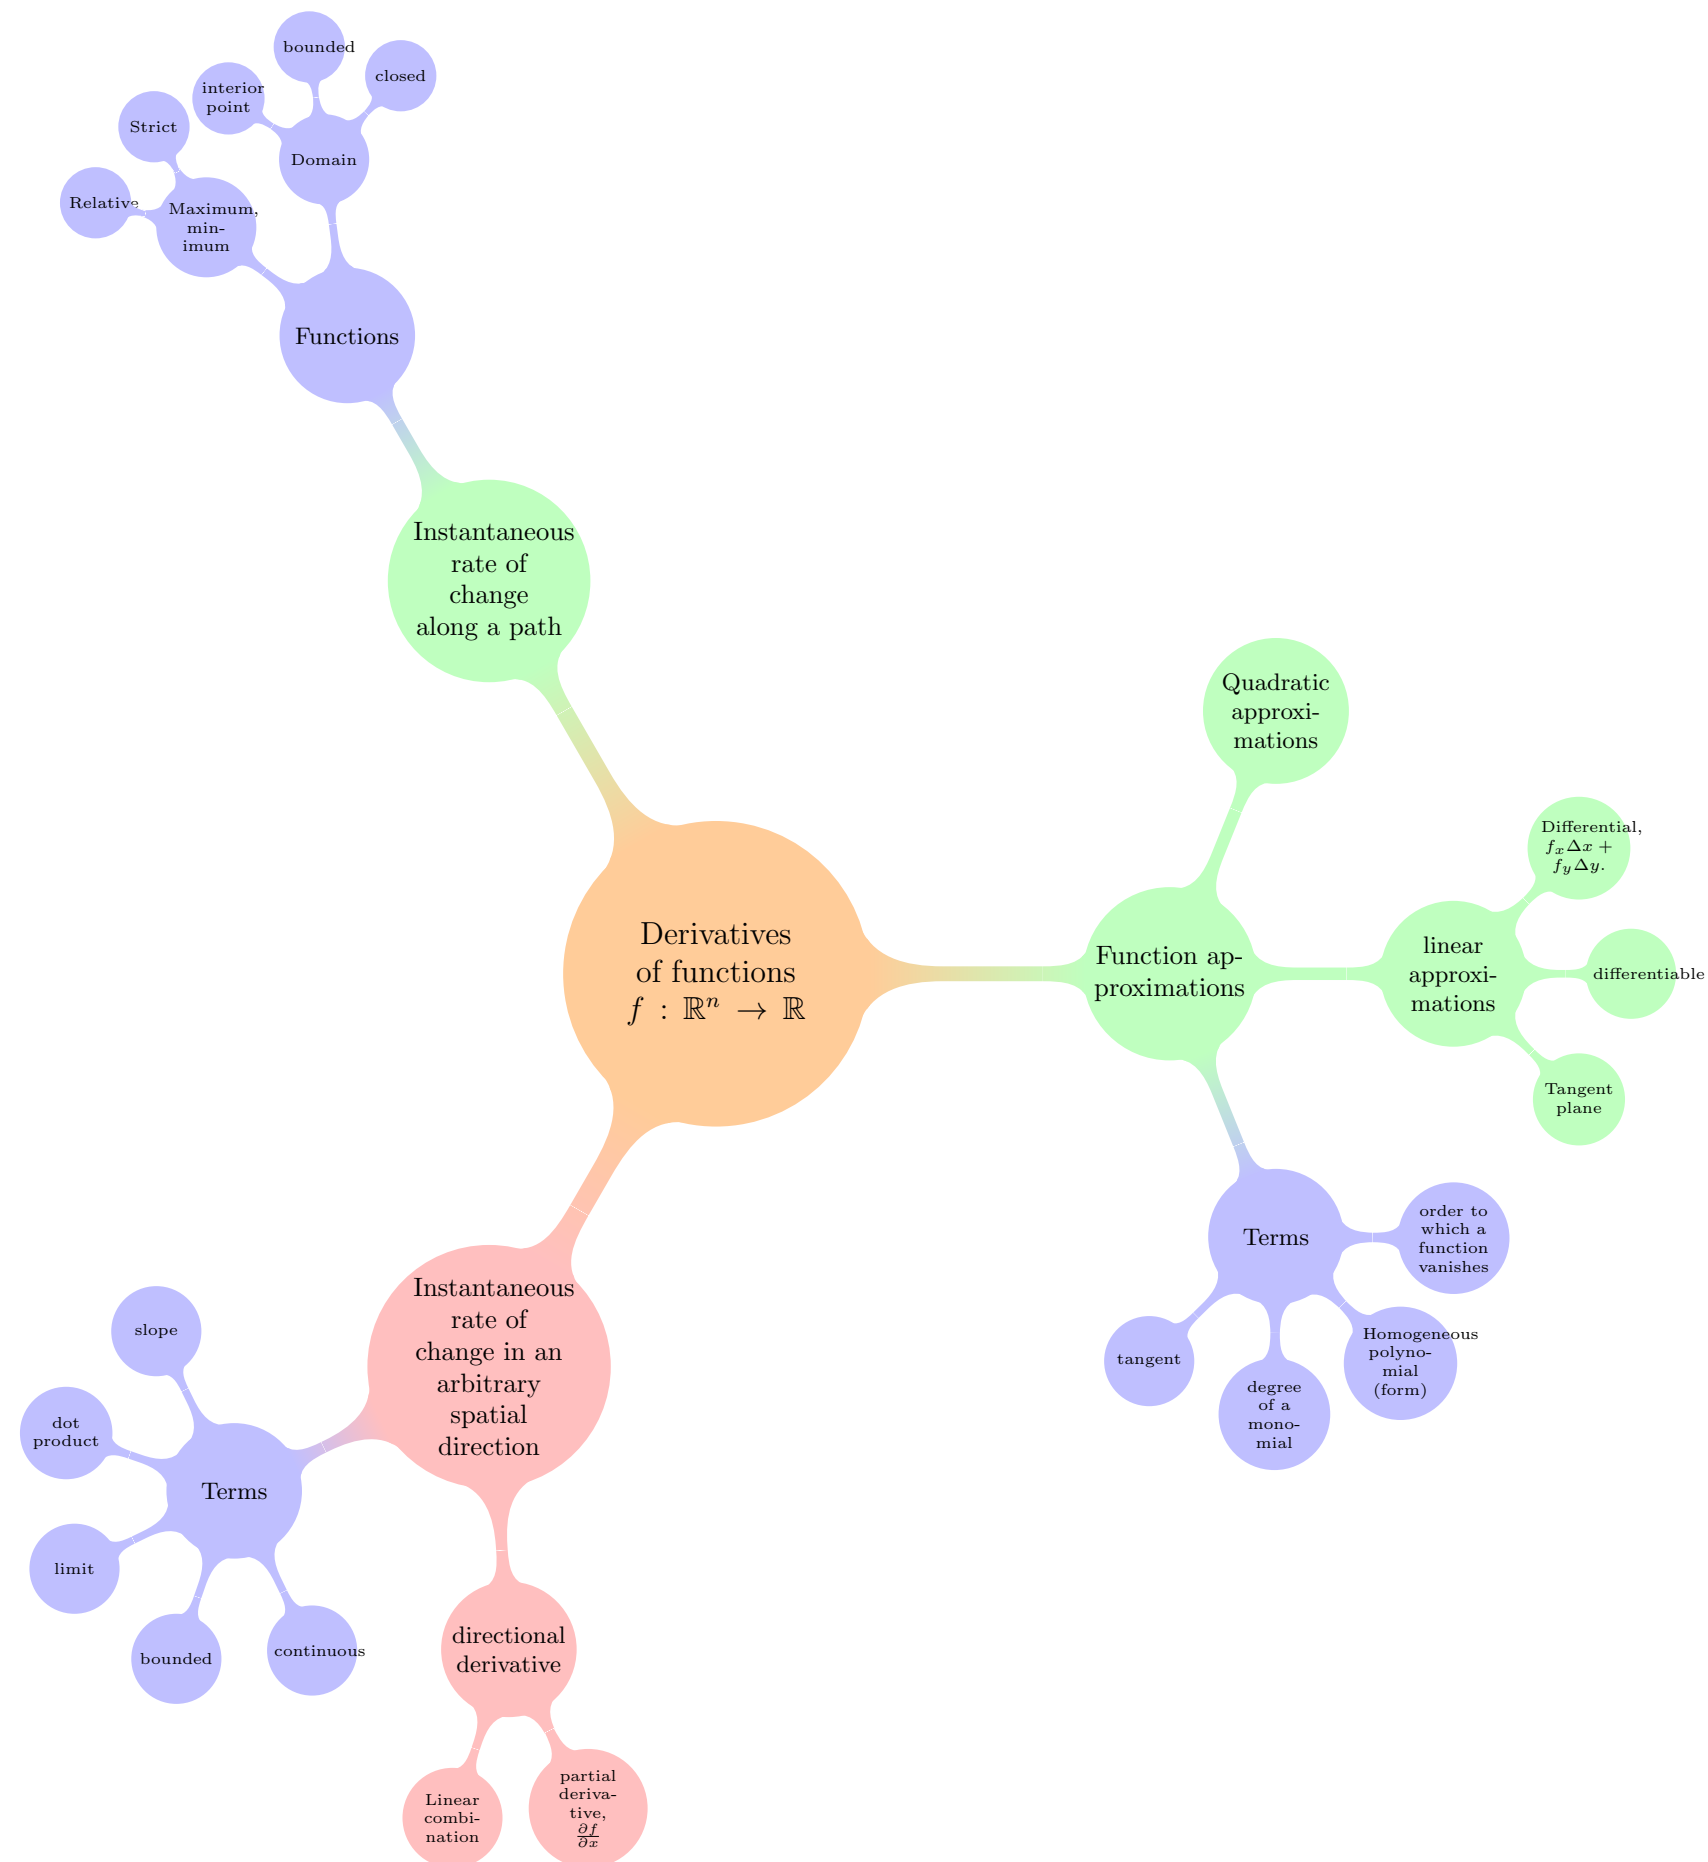 bounded
closed
interior
point
Strict
Domain
Relative
Maximum,
min-
imum
Functions
Instantaneous
rate of
change
along a path
Quadratic
approxi-
mations
Differential,
f_x Δx +
f_y Δy.
Derivatives
of functions
f : ℝⁿ → ℝ
Function ap-
proximations
linear
approxi-
mations
differentiable
Tangent
plane
Terms
order to
which a
function
vanishes
tangent
degree
of a
mono-
mial
Homogeneous
polyno-
mial
(form)
Instantaneous
rate of
change in an
arbitrary
spatial
direction
slope
dot
product
Terms
limit
bounded
continuous
directional
derivative
Linear
combi-
nation
partial
deriva-
tive,
∂f/∂x